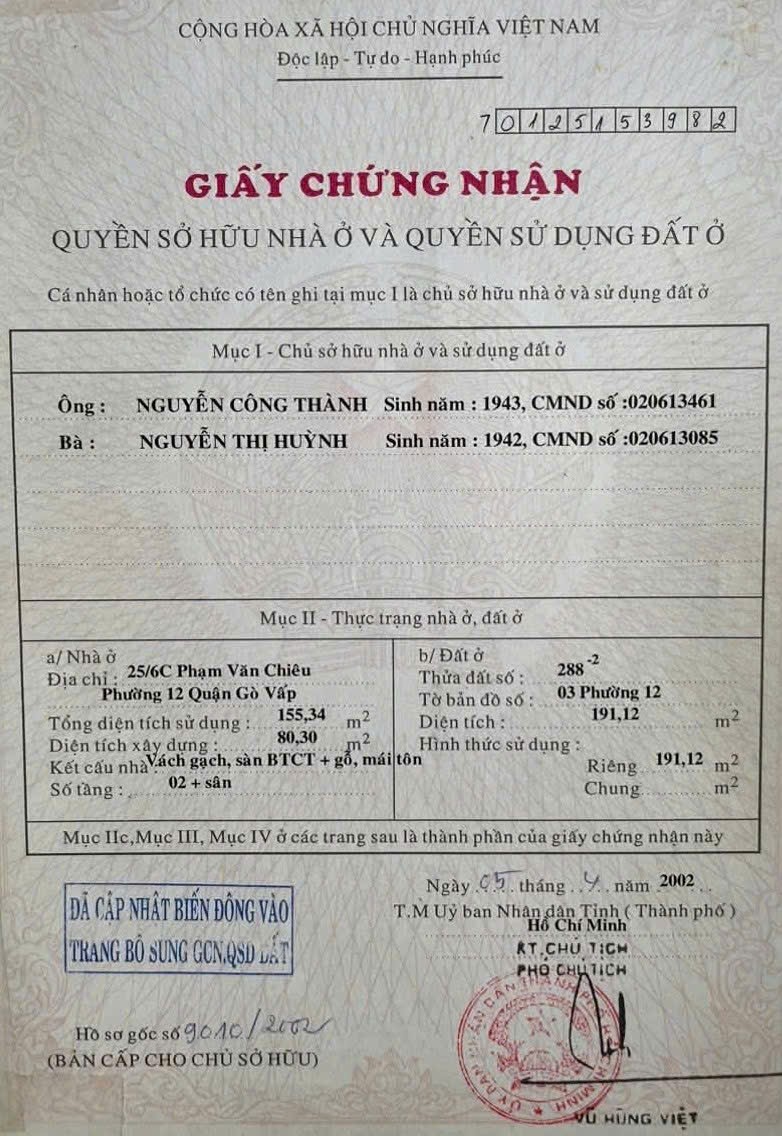 CỘNG HÒA XÃ HỘI CHỦ NGHĨA VIỆT NAM
Độc lập - Tự do - Hạnh phúc
70125153982
GIẤY CHỨNG NHẬN
QUYỀN SỞ HỮU NHÀ Ở VÀ QUYỀN SỬ DỤNG ĐẤT Ở
Cá nhân hoặc tổ chức có tên ghi tại mục I là chủ sở hữu nhà ở và sử dụng đất ở
Mục I - Chủ sở hữu nhà ở và sử dụng đất ở
Ông : NGUYỄN CÔNG THÀNH Sinh năm : 1943, CMND số :020613461
Bà : NGUYỄN THỊ HUỲNH Sinh năm : 1942, CMND số :020613085
Mục II - Thực trạng nhà ở, đất ở
a/ Nhà ở
Địa chỉ : 25/6C Phạm Văn Chiêu
Phường 12 Quận Gò Vấp
Tổng diện tích sử dụng : 155,34 m2
Diện tích xây dựng : 80,30 m2
Kết cấu nhà Vách gạch, sàn BTCT + gỗ, mái tôn
Số tầng : 02 + sân
b/ Đất ở
Thửa đất số : 288-2
Tờ bản đồ số : 03 Phường 12
Diện tích : 191,12 m2
Hình thức sử dụng :
Riêng 191,12 m2
Chung m2
Mục IIc,Mục III, Mục IV ở các trang sau là thành phần của giấy chứng nhận này
ĐÃ CẬP NHẬT BIẾN ĐỘNG VÀO
TRANG BỔ SUNG GCN,QSD ĐẤT
Hồ sơ gốc số 9010/2002
(BẢN CẤP CHO CHỦ SỞ HỮU)
Ngày 05 tháng 4 năm 2002
T.M Uỷ ban Nhân dân Tỉnh ( Thành phố )
Hồ Chí Minh
KT. CHỦ TỊCH
PHÓ CHỦ TỊCH
ỦY BAN NHÂN DÂN THÀNH PHỐ HỒ CHÍ MINH
VŨ HÙNG VIỆT